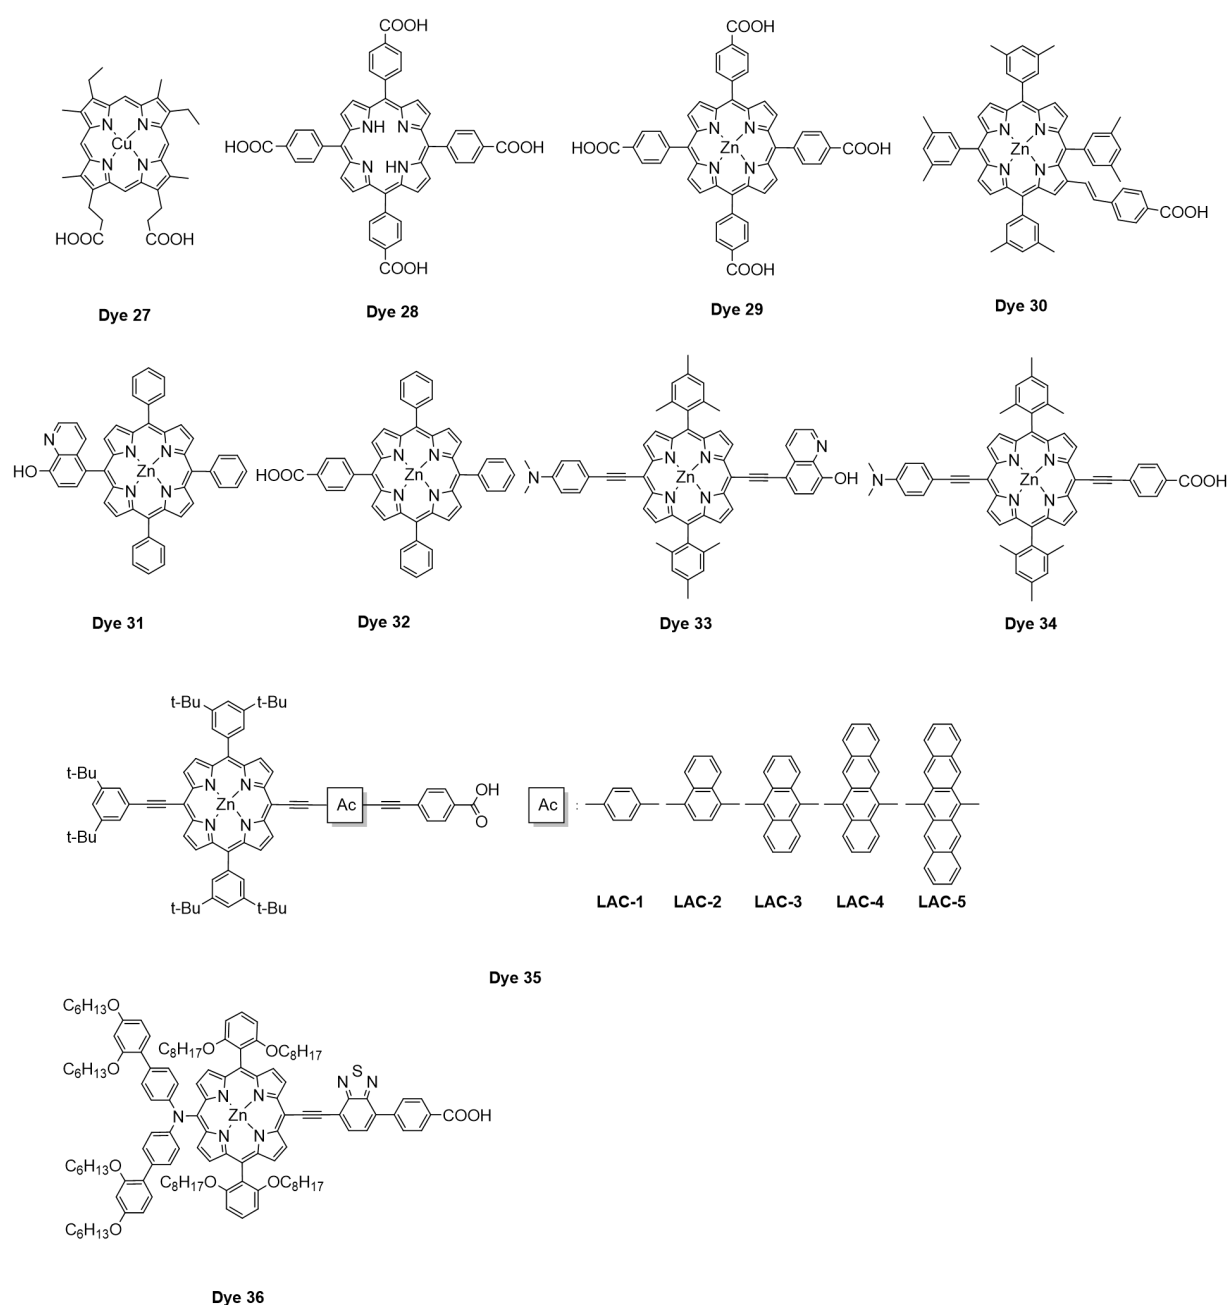 COOH
COOH
N
N
Cu
N
N
HOOC
COOH
NH
N
HOOC
COOH
N
HN
COOH
N
N
HOOC
Zn
COOH
N
N
COOH
N
N
Zn
N
N
COOH
Dye 27
Dye 28
Dye 29
Dye 30
N
HO
N
N
Zn
N
N
HOOC
N
N
Zn
N
N
N
N
N
Zn
N
N
N
OH
N
N
N
Zn
N
N
COOH
Dye 31
Dye 32
Dye 33
Dye 34
t-Bu
t-Bu
t-Bu
t-Bu
N
N
Zn
N
N
Ac
OH
O
t-Bu
t-Bu
Ac :
LAC-1
LAC-2
LAC-3
LAC-4
LAC-5
Dye 35
C6H13O
C6H13O
C8H17O
OC8H17
N
N
N
Zn
N
N
N
S
N
COOH
C6H13O
C8H17O
OC8H17
C6H13O
Dye 36